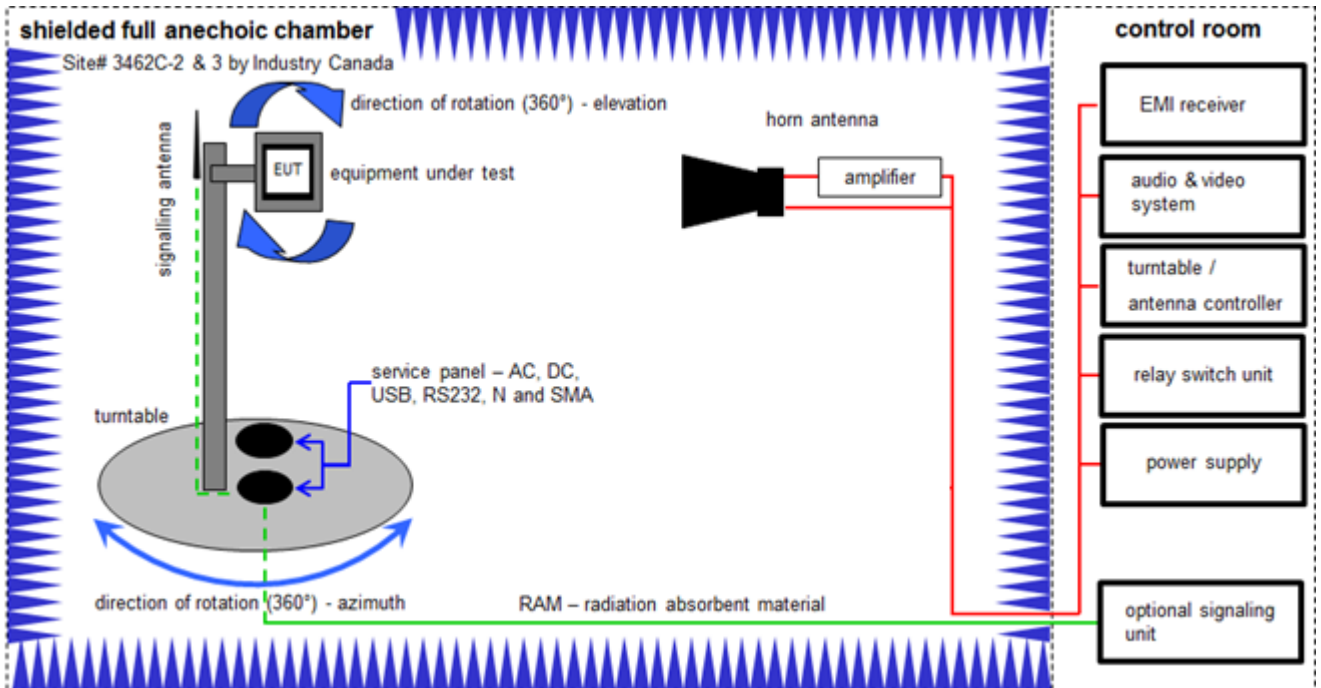 shielded full anechoic chamber
Site# 3462C-2 & 3 by Industry Canada
direction of rotation (360°) - elevation
signalling antenna
EUT
equipment under test
horn antenna
amplifier
service panel – AC, DC,
USB, RS232, N and SMA
turntable
direction of rotation (360°) - azimuth
RAM – radiation absorbent material
control room
EMI receiver
audio & video
system
turntable /
antenna controller
relay switch unit
power supply
optional signaling
unit